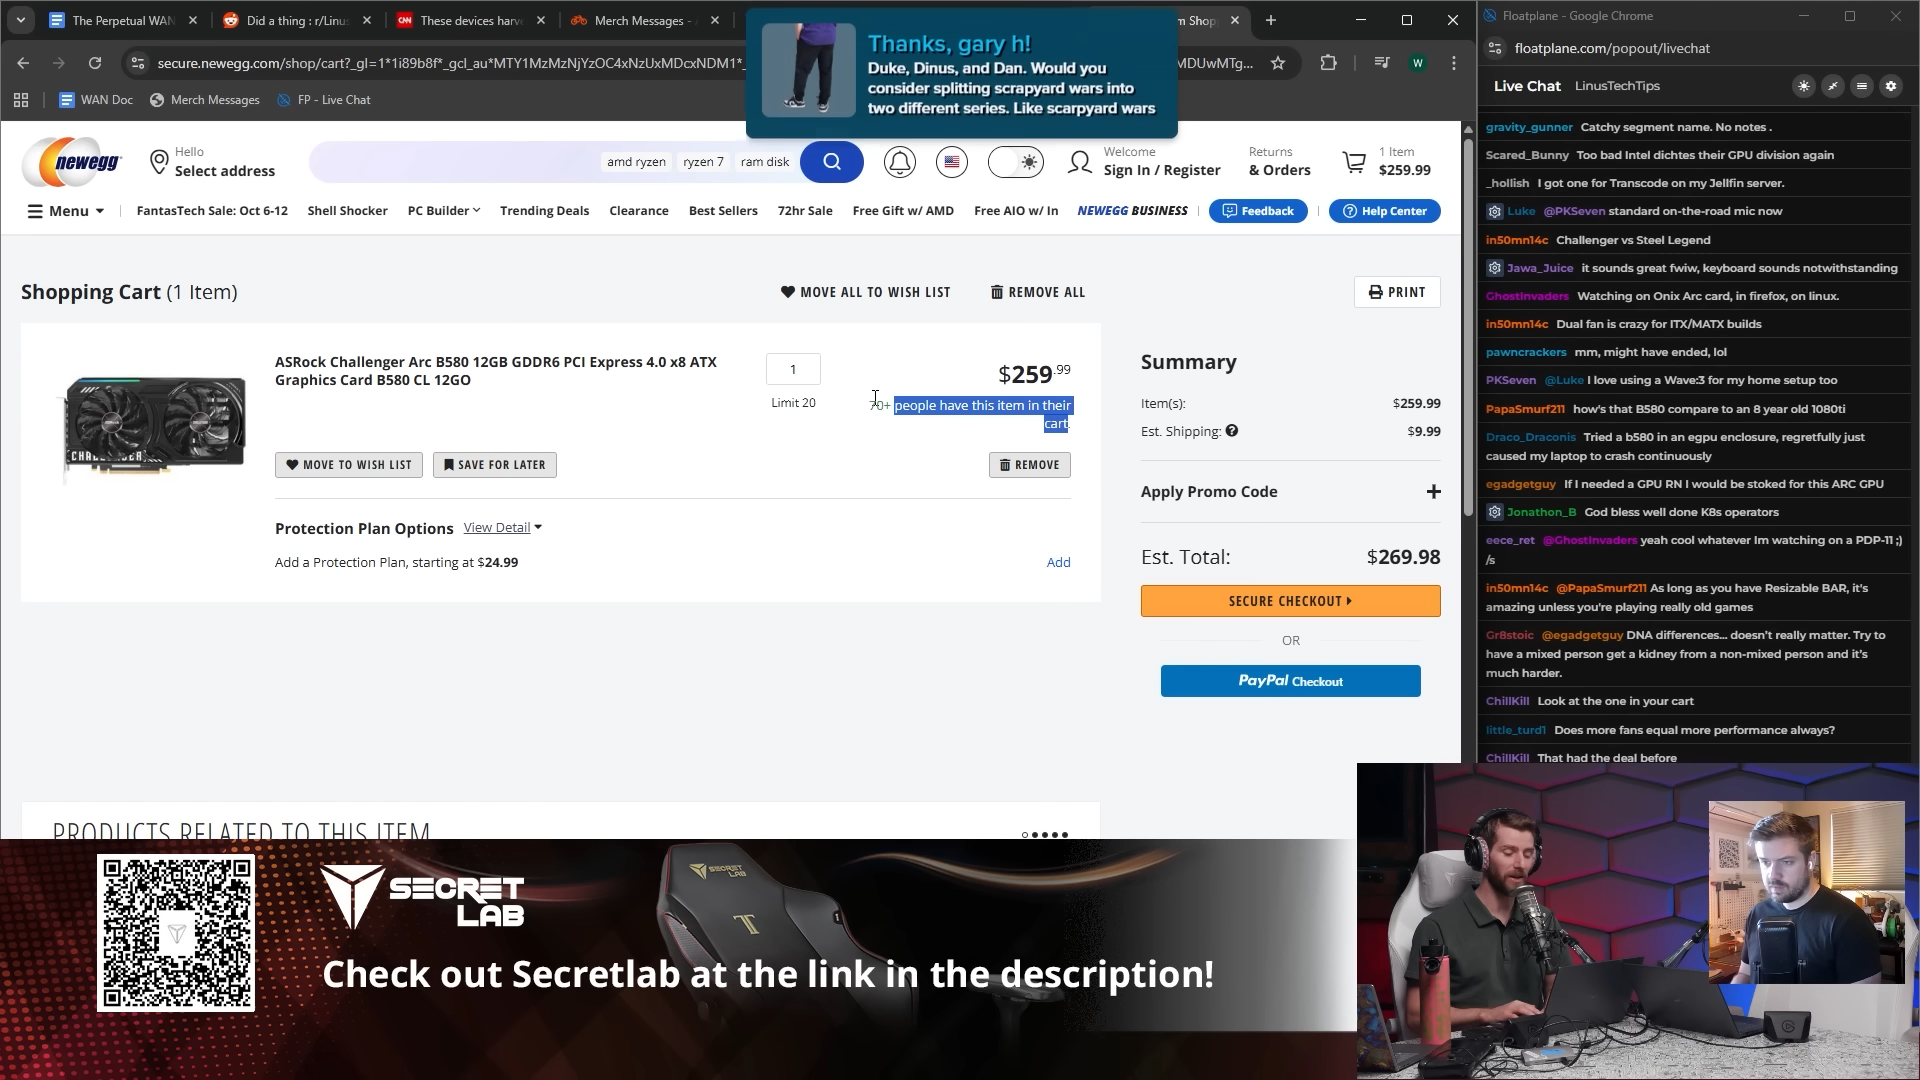 The Perpetual WAN
Did a thing : r/Linus
CNN
These devices harve
Merch Messages -
m Shop
secure.newegg.com/shop/cart?_gl=1*1i89b8f*_gcl_au*MTY1MzMzNjYzOC4xNzUxMDcxNDM1*_
MDUwMTg...
W
WAN Doc
Merch Messages
FP - Live Chat
Thanks, gary h!
Duke, Dinus, and Dan. Would you
consider splitting scrapyard wars into
two different series. Like scarpyard wars
newegg
Hello
Select address
amd ryzen
ryzen 7
ram disk
Welcome
Sign In / Register
Returns
& Orders
1 Item
$259.99
Menu
FantasTech Sale: Oct 6-12
Shell Shocker
PC Builder
Trending Deals
Clearance
Best Sellers
72hr Sale
Free Gift w/ AMD
Free AIO w/ In
NEWEGG BUSINESS
Feedback
Help Center
Shopping Cart (1 Item)
MOVE ALL TO WISH LIST
REMOVE ALL
PRINT
ASRock Challenger Arc B580 12GB GDDR6 PCI Express 4.0 x8 ATX
Graphics Card B580 CL 12GO
1
Limit 20
$259.99
70+ people have this item in their
cart.
MOVE TO WISH LIST
SAVE FOR LATER
REMOVE
Protection Plan Options
View Detail
Add a Protection Plan, starting at $24.99
Add
CHALLENGER
Summary
Item(s):
$259.99
Est. Shipping:
$9.99
Apply Promo Code
Est. Total:
$269.98
SECURE CHECKOUT
OR
PayPal Checkout
PRODUCTS RELATED TO THIS ITEM
Floatplane - Google Chrome
floatplane.com/popout/livechat
Live Chat LinusTechTips
gravity_gunner Catchy segment name. No notes .
Scared_Bunny Too bad Intel dichtes their GPU division again
_hollish I got one for Transcode on my Jellfin server.
Luke @PKSeven standard on-the-road mic now
in50mn14c Challenger vs Steel Legend
Jawa_Juice it sounds great fwiw, keyboard sounds notwithstanding
GhostInvaders Watching on Onix Arc card, in firefox, on linux.
in50mn14c Dual fan is crazy for ITX/MATX builds
pawncrackers mm, might have ended, lol
PKSeven @Luke I love using a Wave:3 for my home setup too
PapaSmurf211 how's that B580 compare to an 8 year old 1080ti
Draco_Draconis Tried a b580 in an egpu enclosure, regretfully just
caused my laptop to crash continuously
egadgetguy If I needed a GPU RN I would be stoked for this ARC GPU
Jonathon_B God bless well done K8s operators
eece_ret @GhostInvaders yeah cool whatever Im watching on a PDP-11 ;)
/s
in50mn14c @PapaSmurf211 As long as you have Resizable BAR, it's
amazing unless you're playing really old games
Gr8stoic @egadgetguy DNA differences... doesn't really matter. Try to
have a mixed person get a kidney from a non-mixed person and it's
much harder.
ChillKill Look at the one in your cart
little_turd1 Does more fans equal more performance always?
ChillKill That had the deal before
SECRET
LAB
SECRETLAB
Check out Secretlab at the link in the description!